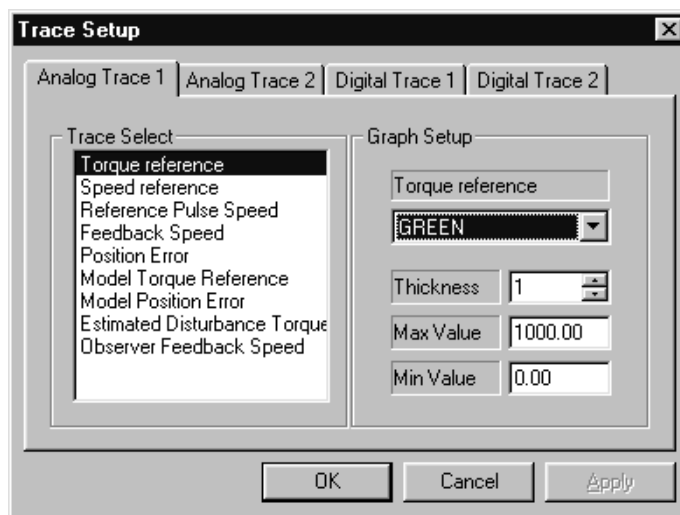 Trace Setup
Analog Trace 1
Analog Trace 2
Digital Trace 1
Digital Trace 2
Trace Select
Torque reference
Speed reference
Reference Pulse Speed
Feedback Speed
Position Error
Model Torque Reference
Model Position Error
Estimated Disturbance Torque
Observer Feedback Speed
Graph Setup
Torque reference
GREEN
Thickness 1
Max Value 1000.00
Min Value 0.00
OK
Cancel
Apply